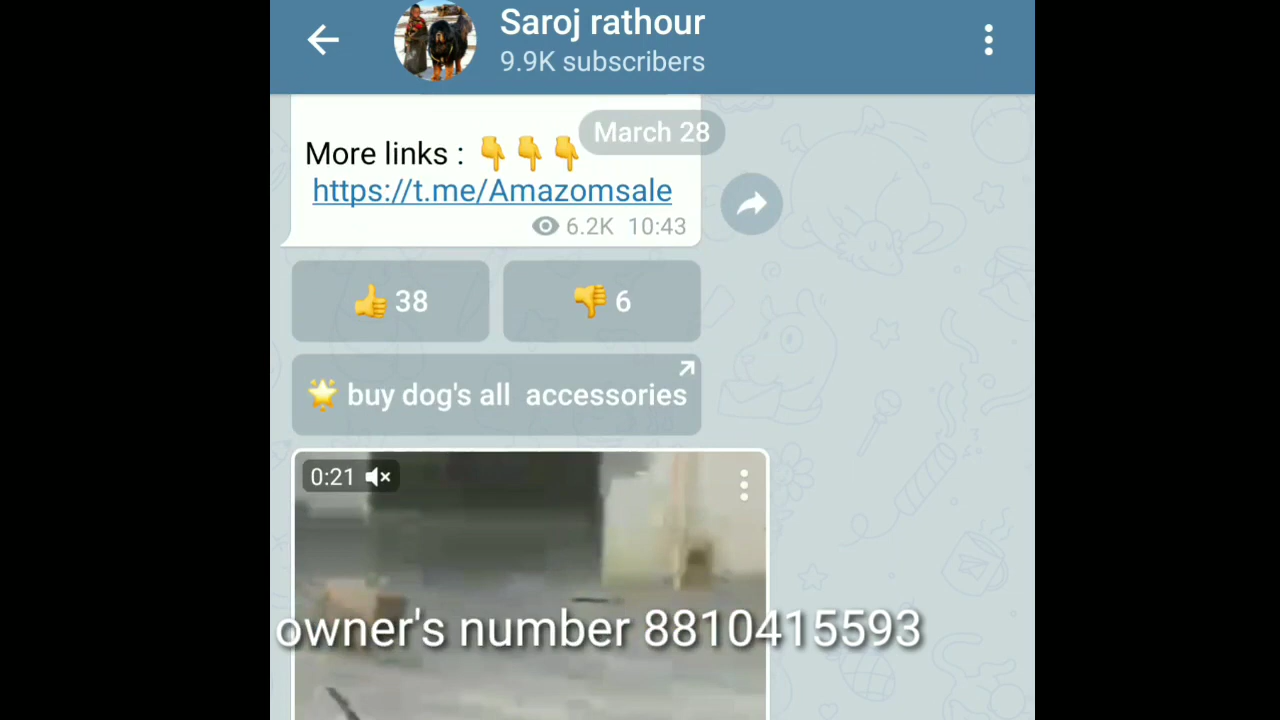 Saroj rathour
9.9K subscribers
March 28
More links : 👇👇👇
https://t.me/Amazomsale
6.2K 10:43
👍 38
👎 6
🌟 buy dog's all accessories
0:21
owner's number 8810415593